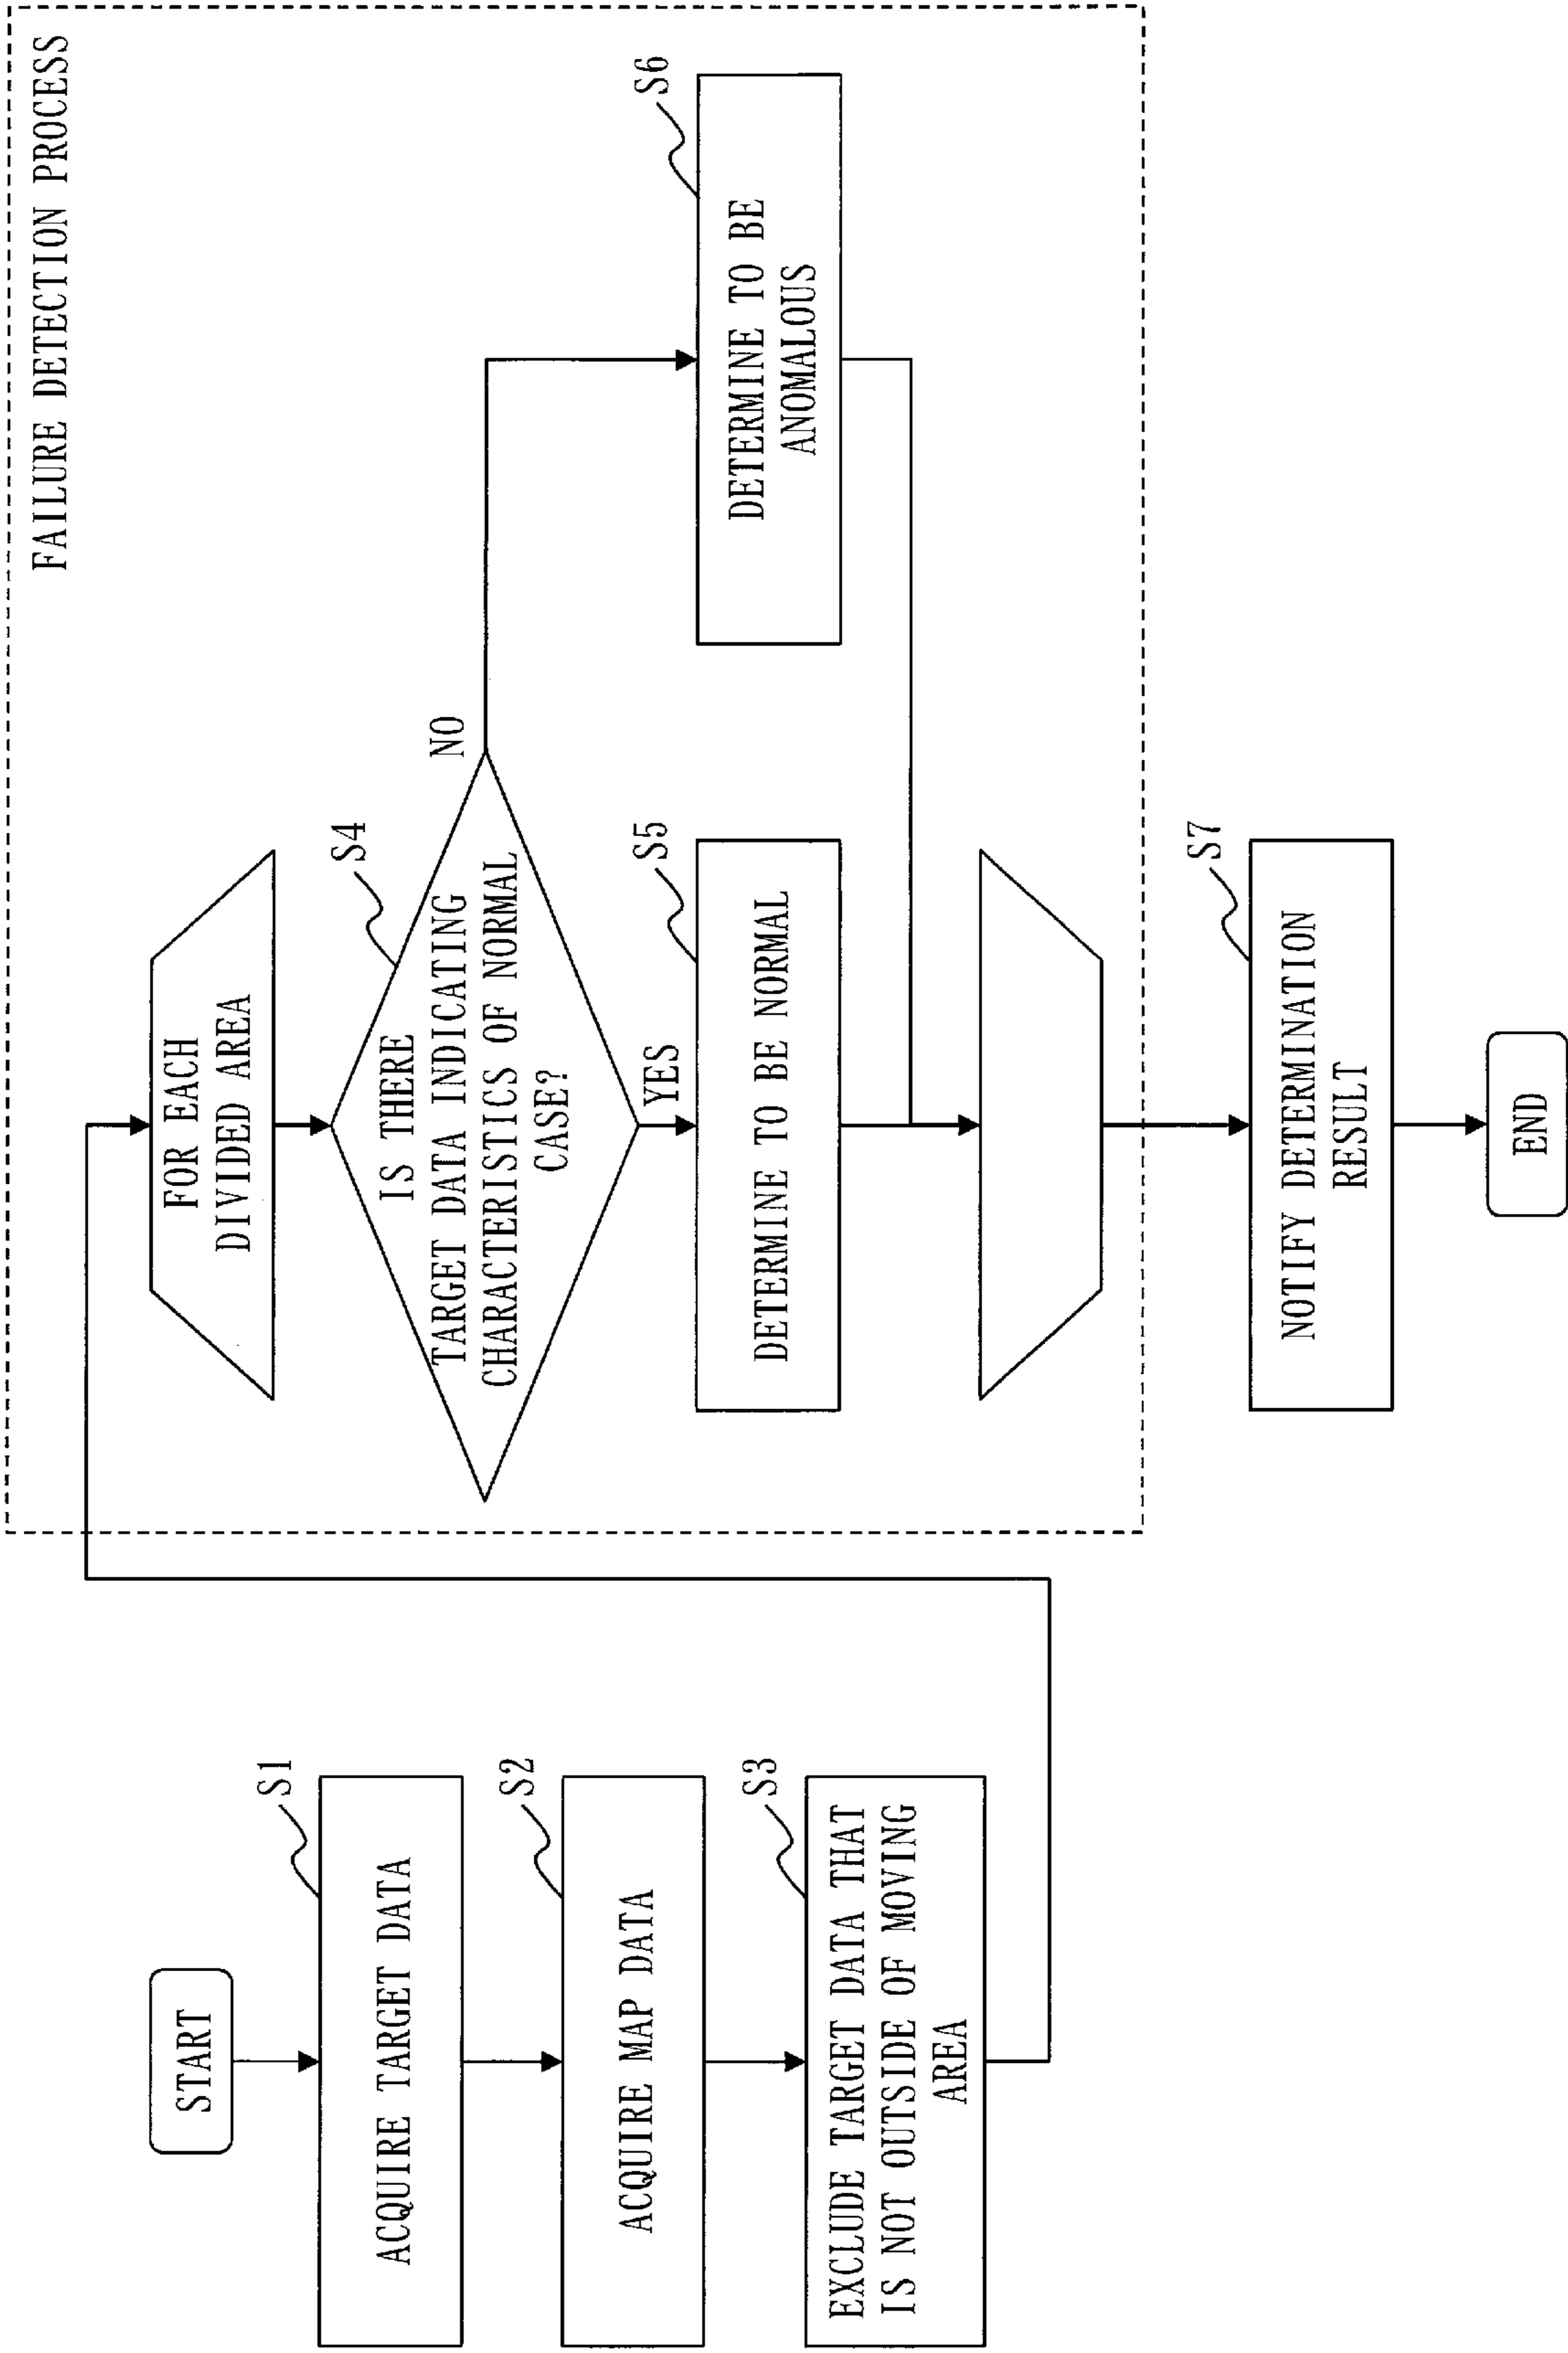 START
S1
ACQUIRE TARGET DATA
S2
ACQUIRE MAP DATA
S3
EXCLUDE TARGET DATA THAT
IS NOT OUTSIDE OF MOVING
AREA
FAILURE DETECTION PROCESS
FOR EACH
DIVIDED AREA
S4
IS THERE
TARGET DATA INDICATING
CHARACTERISTICS OF NORMAL
CASE?
NO
YES
S5
DETERMINE TO BE NORMAL
S6
DETERMINE TO BE
ANOMALOUS
S7
NOTIFY DETERMINATION
RESULT
END